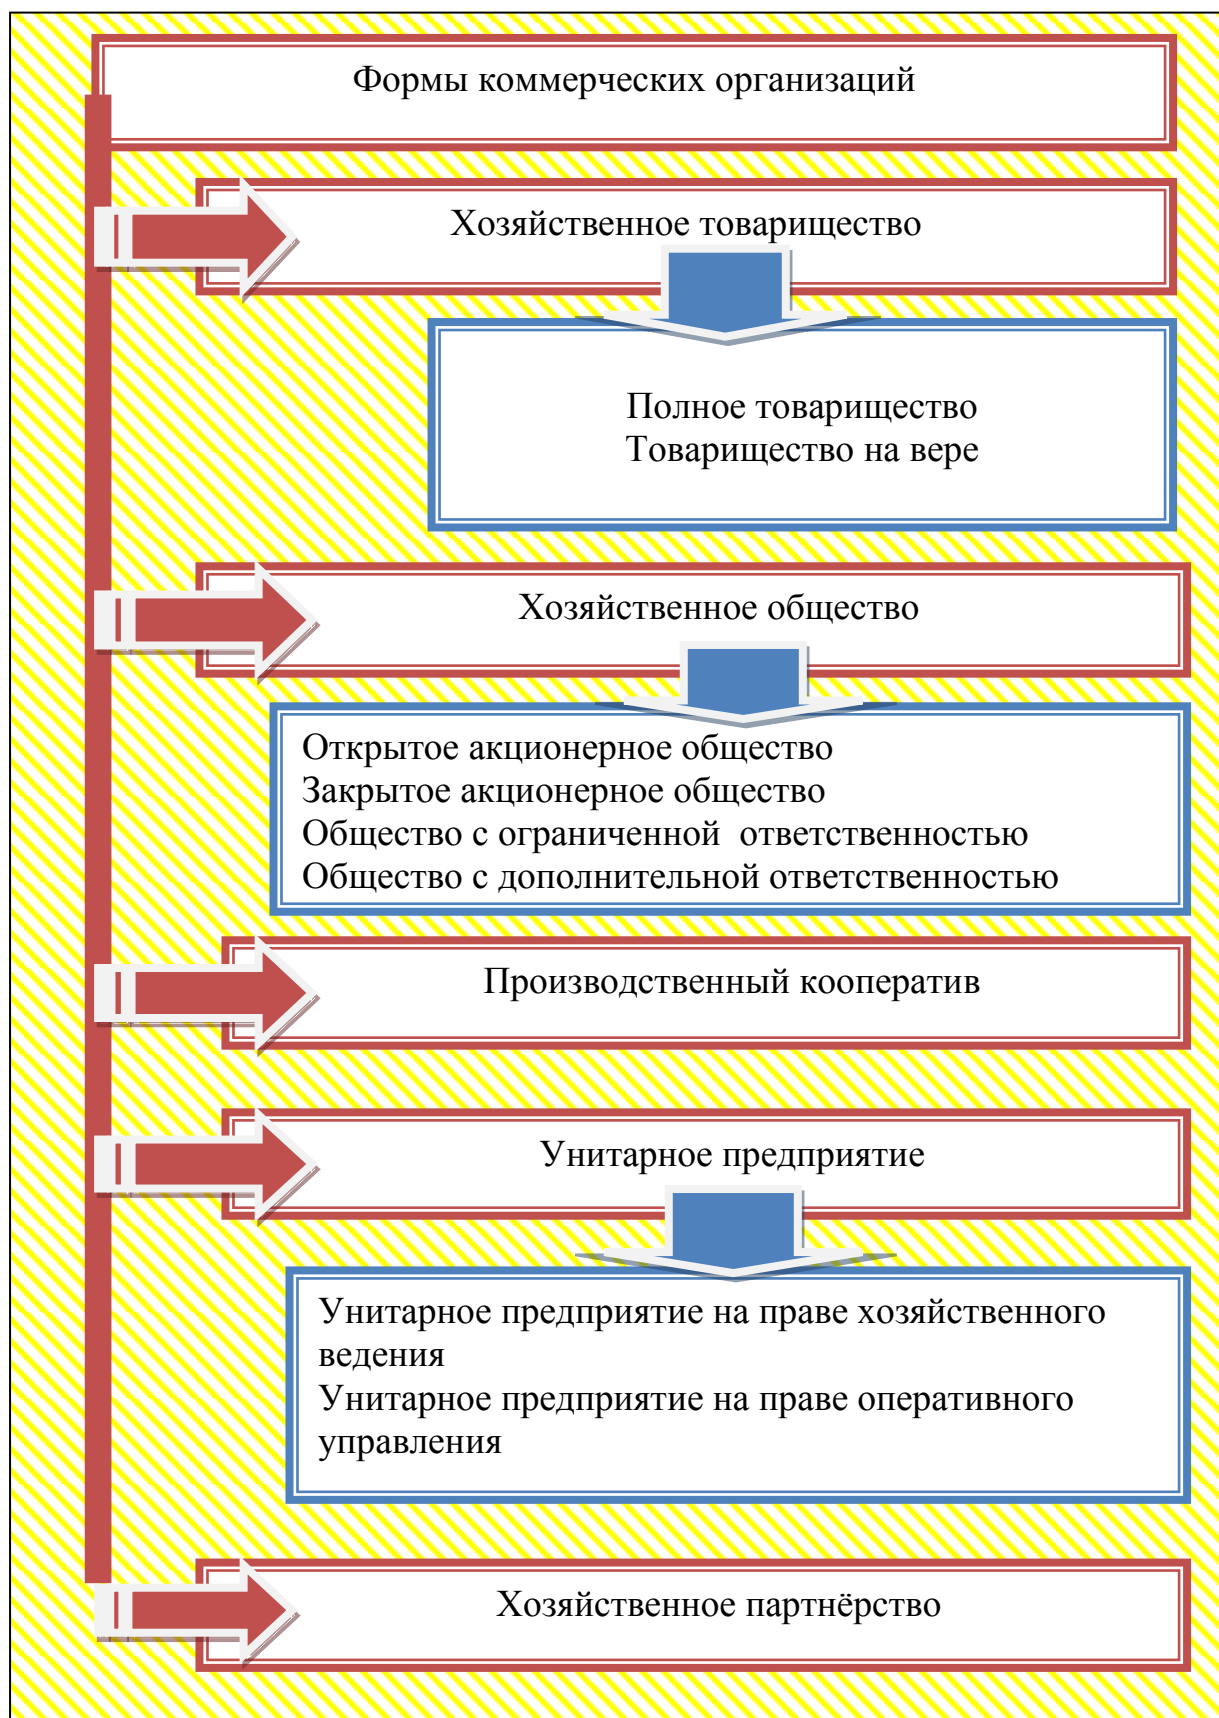 Формы коммерческих организаций
Хозяйственное товарищество
Полное товарищество
Товарищество на вере
Хозяйственное общество
Открытое акционерное общество
Закрытое акционерное общество
Общество с ограниченной  ответственностью
Общество с дополнительной ответственностью
Производственный кооператив
Унитарное предприятие
Унитарное предприятие на праве хозяйственного
ведения
Унитарное предприятие на праве оперативного
управления
Хозяйственное партнёрство